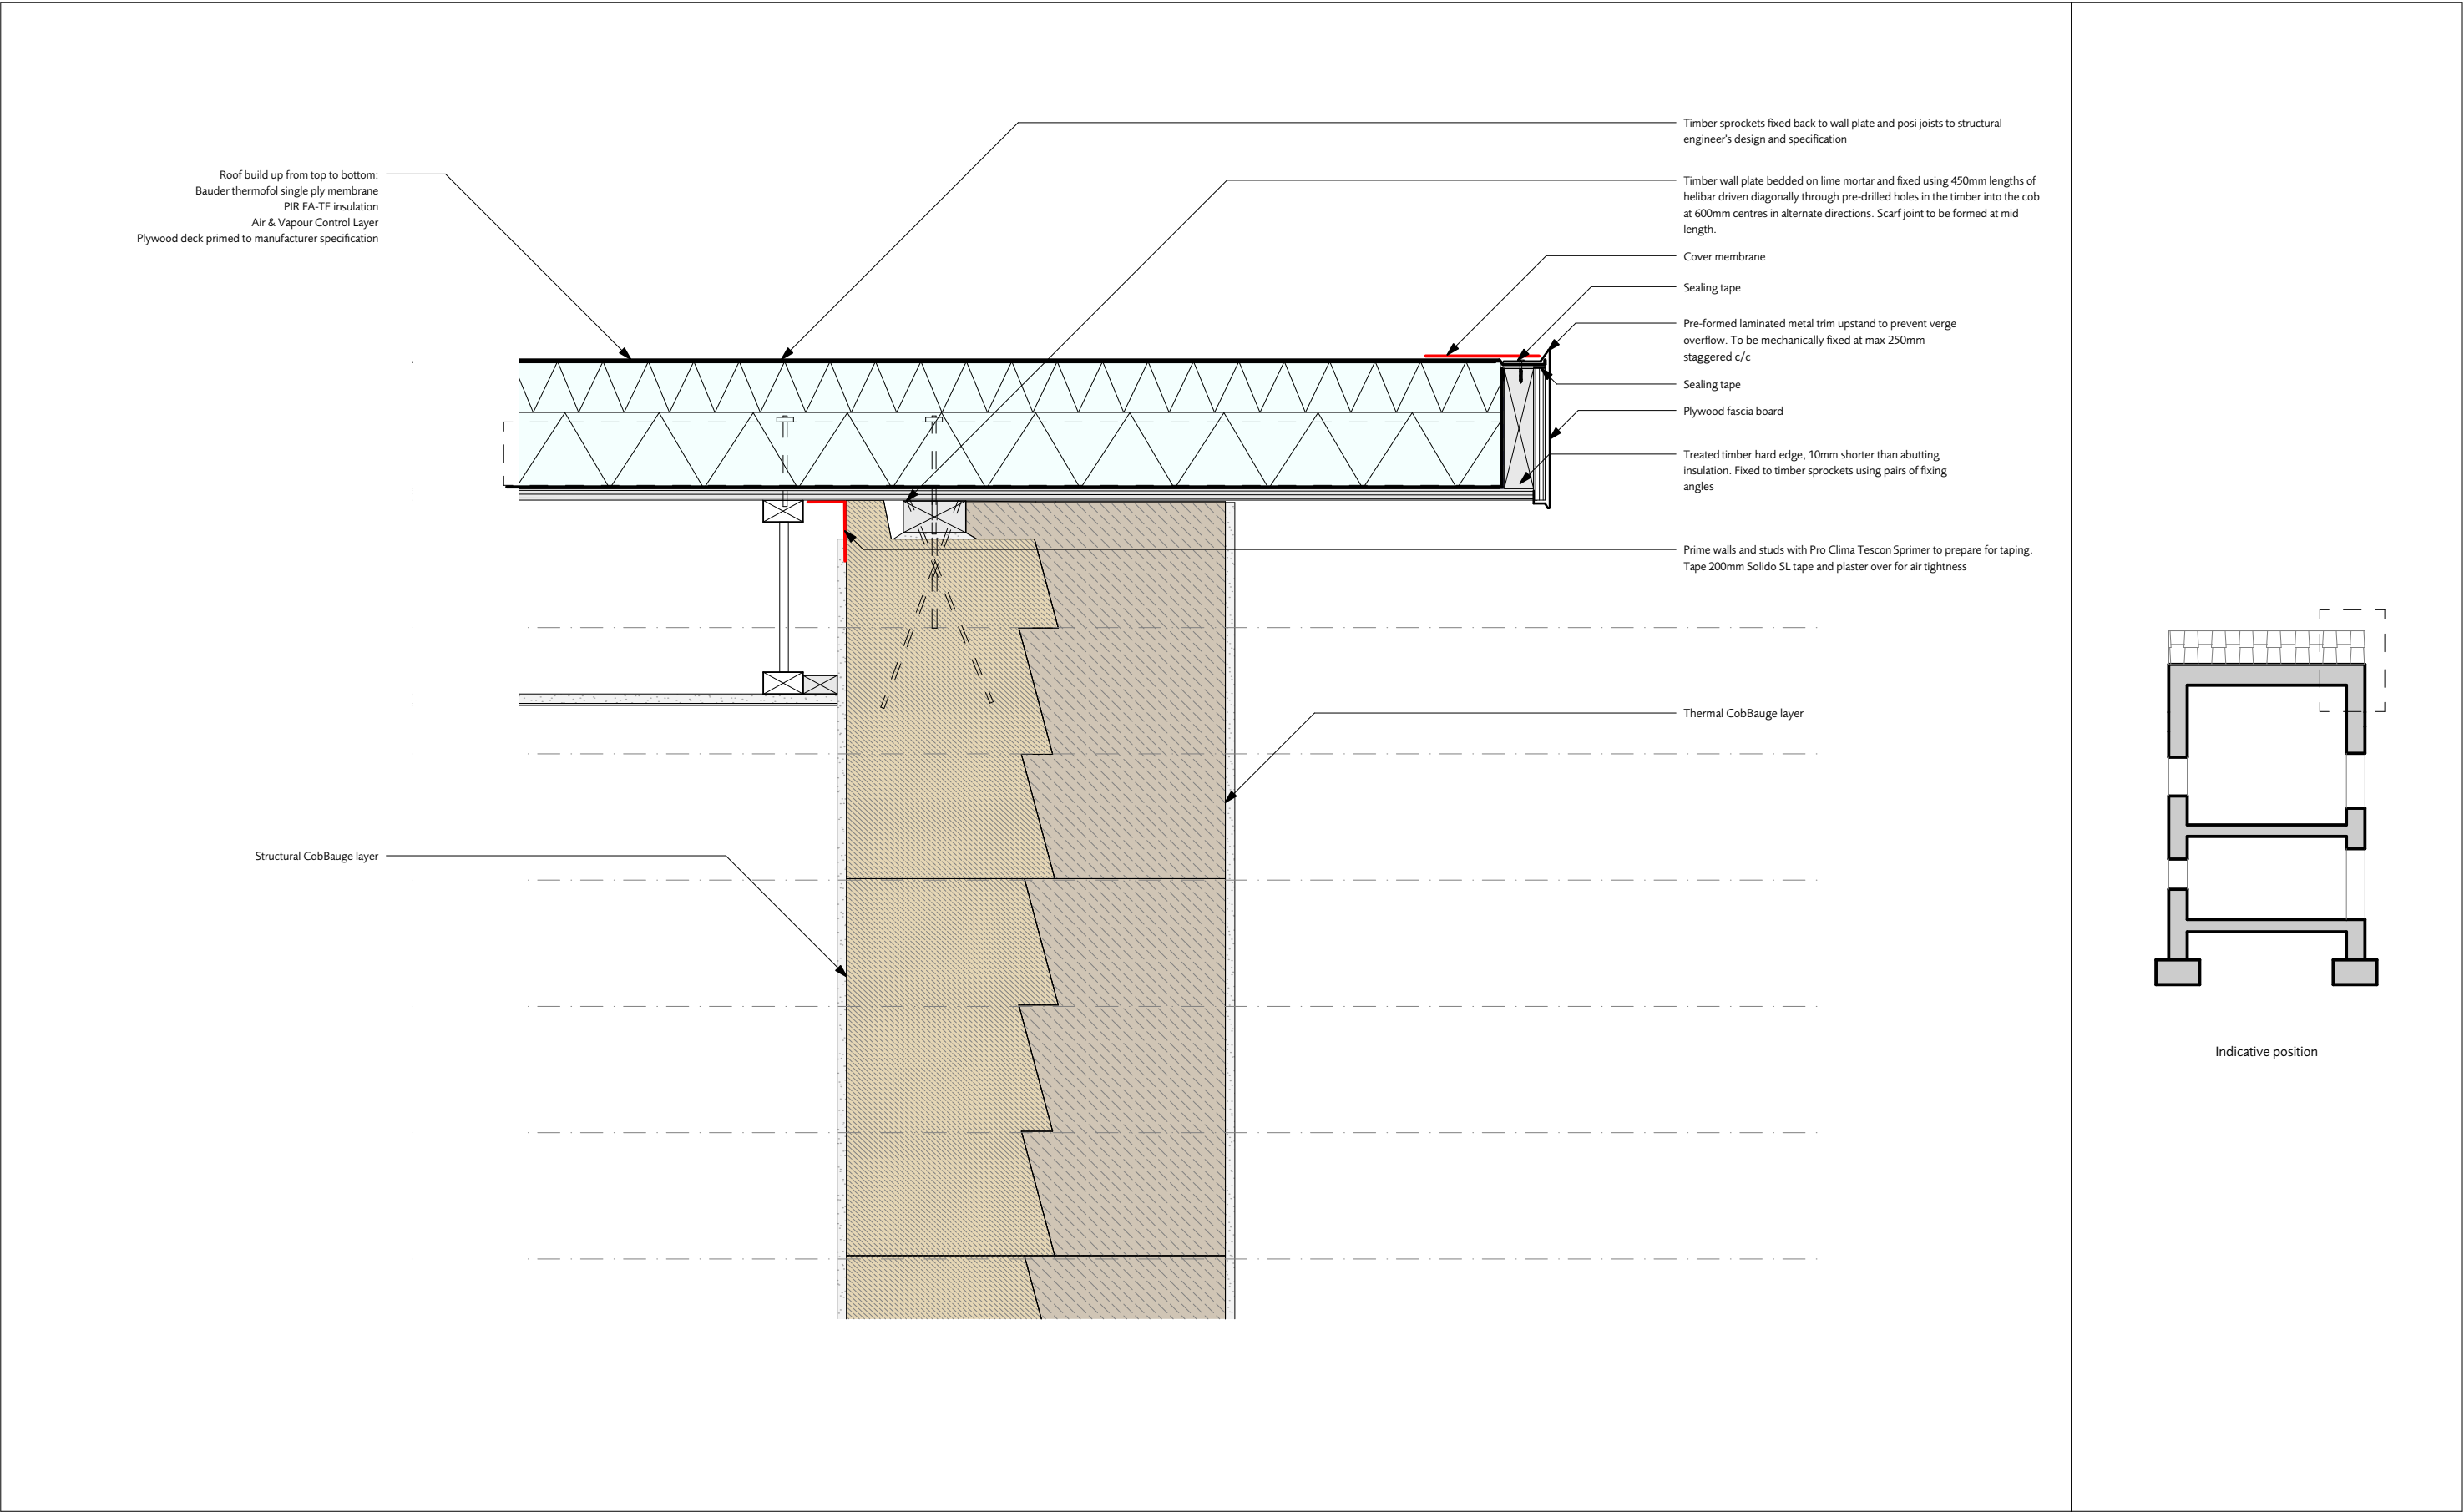 Roof build up from top to bottom:
Bauder thermofol single ply membrane
PIR FA-TE insulation
Air & Vapour Control Layer
Plywood deck primed to manufacturer specification
Structural CobBauge layer
Timber sprockets fixed back to wall plate and posi joists to structural
engineer's design and specification
Timber wall plate bedded on lime mortar and fixed using 450mm lengths of
helibar driven diagonally through pre-drilled holes in the timber into the cob
at 600mm centres in alternate directions. Scarf joint to be formed at mid
length.
Cover membrane
Sealing tape
Pre-formed laminated metal trim upstand to prevent verge
overflow. To be mechanically fixed at max 250mm
staggered c/c
Sealing tape
Plywood fascia board
Treated timber hard edge, 10mm shorter than abutting
insulation. Fixed to timber sprockets using pairs of fixing
angles
Prime walls and studs with Pro Clima Tescon Sprimer to prepare for taping.
Tape 200mm Solido SL tape and plaster over for air tightness
Thermal CobBauge layer
Indicative position